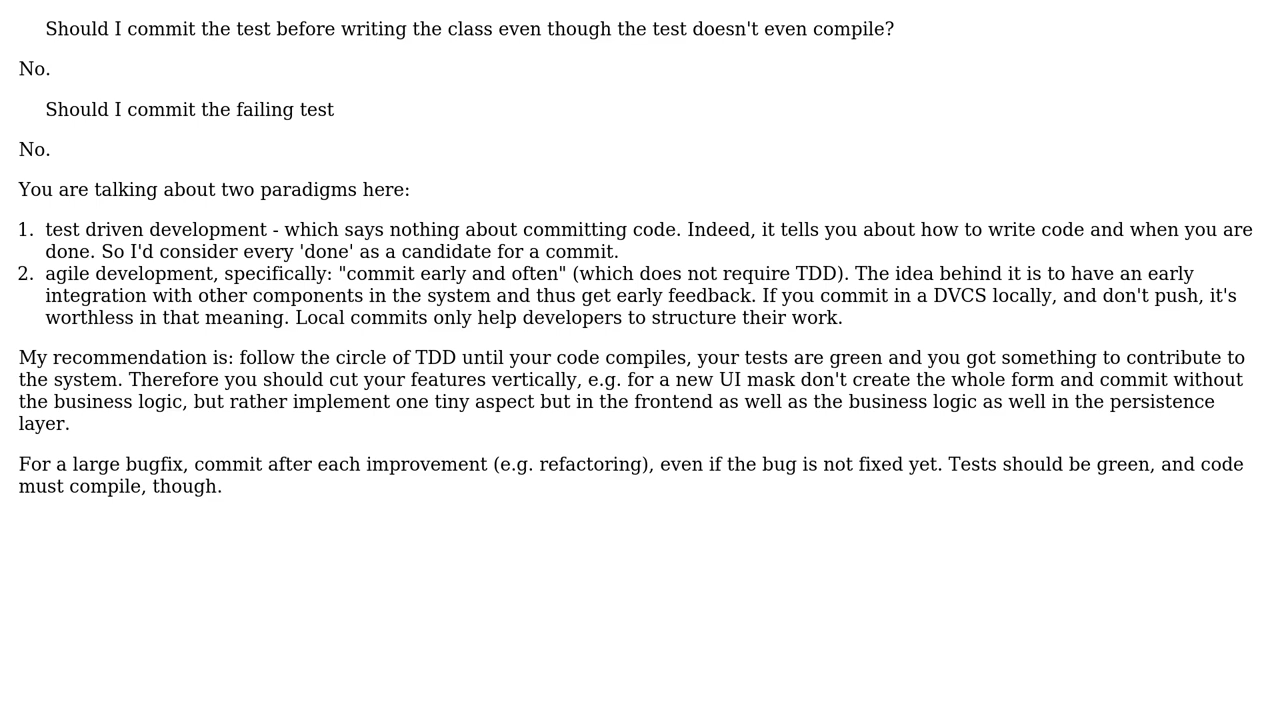 Should I commit the test before writing the class even though the test doesn't even compile?
No.
Should I commit the failing test
No.
You are talking about two paradigms here:
1. test driven development - which says nothing about committing code. Indeed, it tells you about how to write code and when you are
done. So I'd consider every 'done' as a candidate for a commit.
2. agile development, specifically: "commit early and often" (which does not require TDD). The idea behind it is to have an early
integration with other components in the system and thus get early feedback. If you commit in a DVCS locally, and don't push, it's
worthless in that meaning. Local commits only help developers to structure their work.
My recommendation is: follow the circle of TDD until your code compiles, your tests are green and you got something to contribute to
the system. Therefore you should cut your features vertically, e.g. for a new UI mask don't create the whole form and commit without
the business logic, but rather implement one tiny aspect but in the frontend as well as the business logic as well in the persistence
layer.
For a large bugfix, commit after each improvement (e.g. refactoring), even if the bug is not fixed yet. Tests should be green, and code
must compile, though.